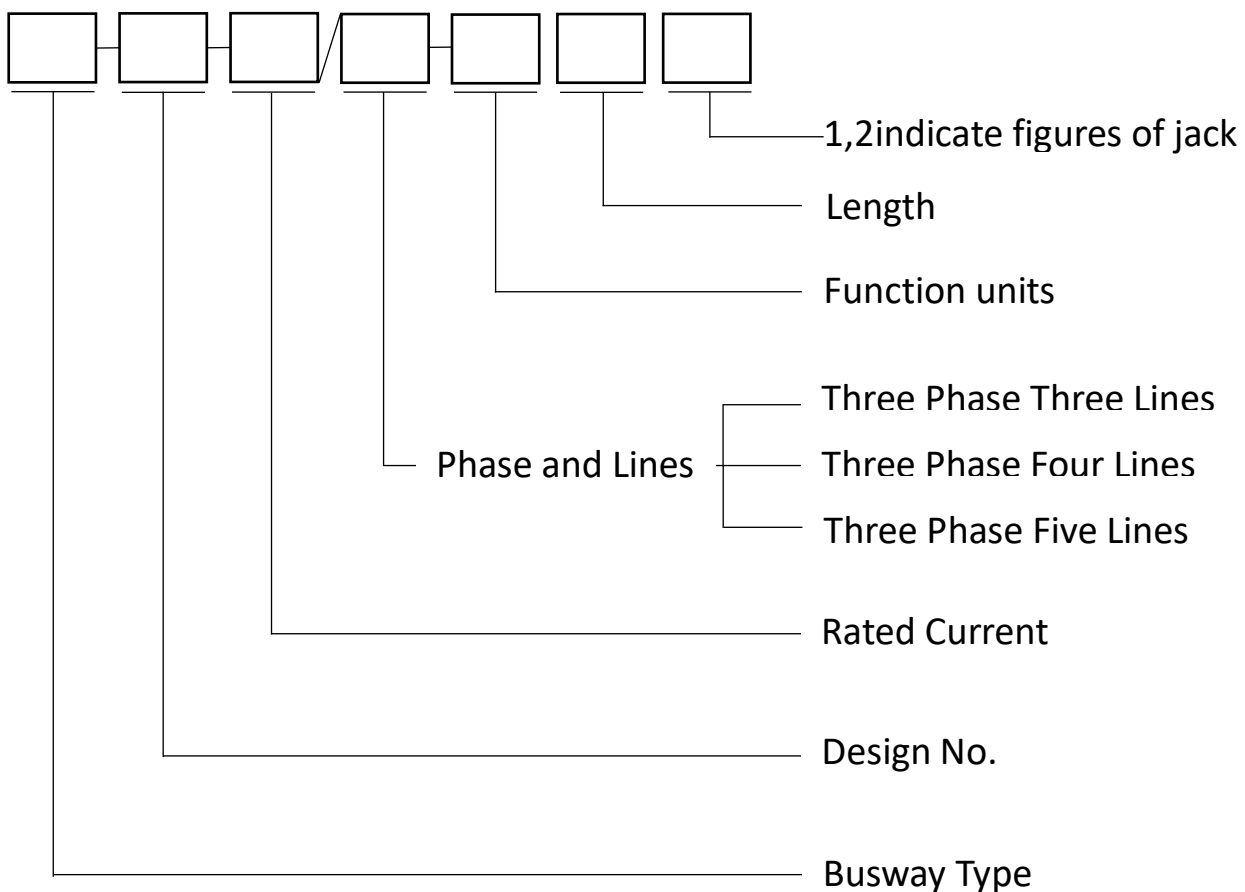 1,2indicate figures of jack
Length
Function units
Three Phase Three Lines
Phase and Lines
Three Phase Four Lines
Three Phase Five Lines
Rated Current
Design No.
Busway Type